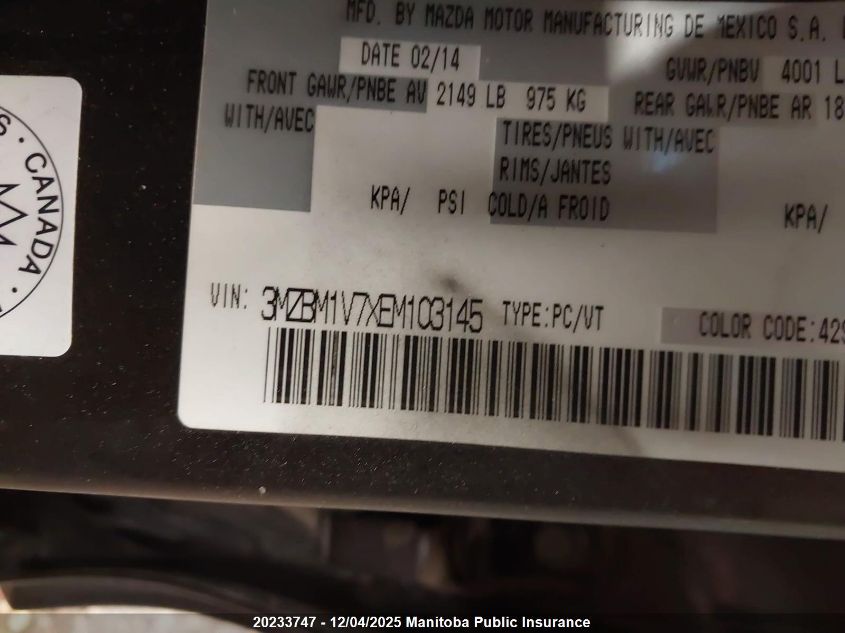 MFD. BY MAZDA MOTOR MANUFACTURING DE MEXICO S.A.
DATE 02/14
GVWR/PNBV 4001 L
FRONT GAWR/PNBE AV 2149 LB 975 KG
REAR GAWR/PNBE AR 18
WITH/AVEC
TIRES/PNEUS WITH/AVEC
RIMS/JANTES
KPA/ PSI COLD/A FROID
KPA/
S · CANADA ·
VIN: 3MZBM1V7XEM103145 TYPE:PC/VT
COLOR CODE:42S
20233747 - 12/04/2025 Manitoba Public Insurance